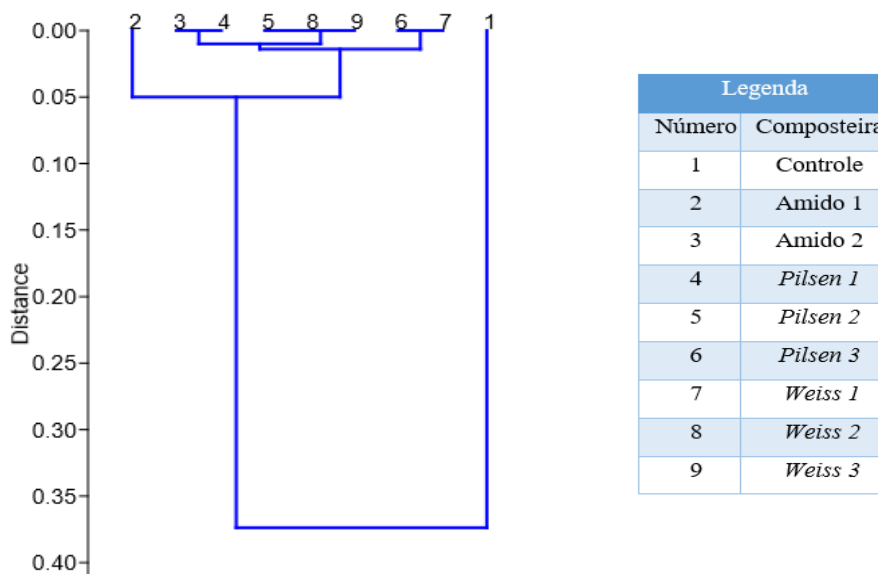 2 3 4 5 8 9 6 7 1
0.00
0.05
0.10
0.15
0.20
0.25
0.30
0.35
0.40
Distance
Legenda
Número Composteira
1 Controle
2 Amido 1
3 Amido 2
4 Pilsen 1
5 Pilsen 2
6 Pilsen 3
7 Weiss 1
8 Weiss 2
9 Weiss 3